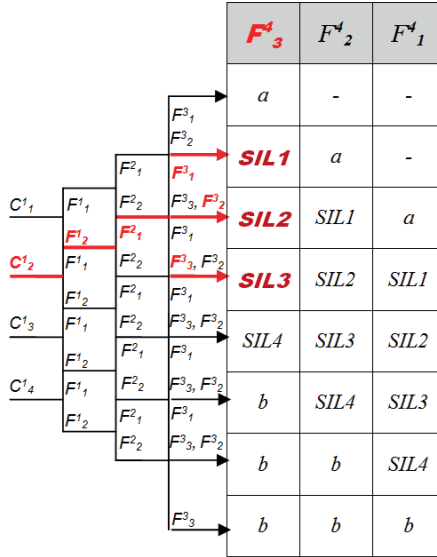 F⁴₃ F⁴₂ F⁴₁
a - -
F³₁
F³₂
SIL1 a -
F²₁ F³₁
C¹₁ F¹₁ F²₂ F³₃, F³₂
SIL2 SIL1 a
F¹₂ F²₁ F³₁
C¹₂ F¹₁ F²₂ F³₃, F³₂
SIL3 SIL2 SIL1
F¹₂ F²₁ F³₁
C¹₃ F¹₁ F²₂ F³₃, F³₂
SIL4 SIL3 SIL2
F¹₂ F²₁ F³₁
C¹₄ F¹₁ F²₂ F³₃, F³₂
b SIL4 SIL3
F¹₂ F²₁ F³₁
F²₂ F³₃, F³₂
b b SIL4
F³₃
b b b